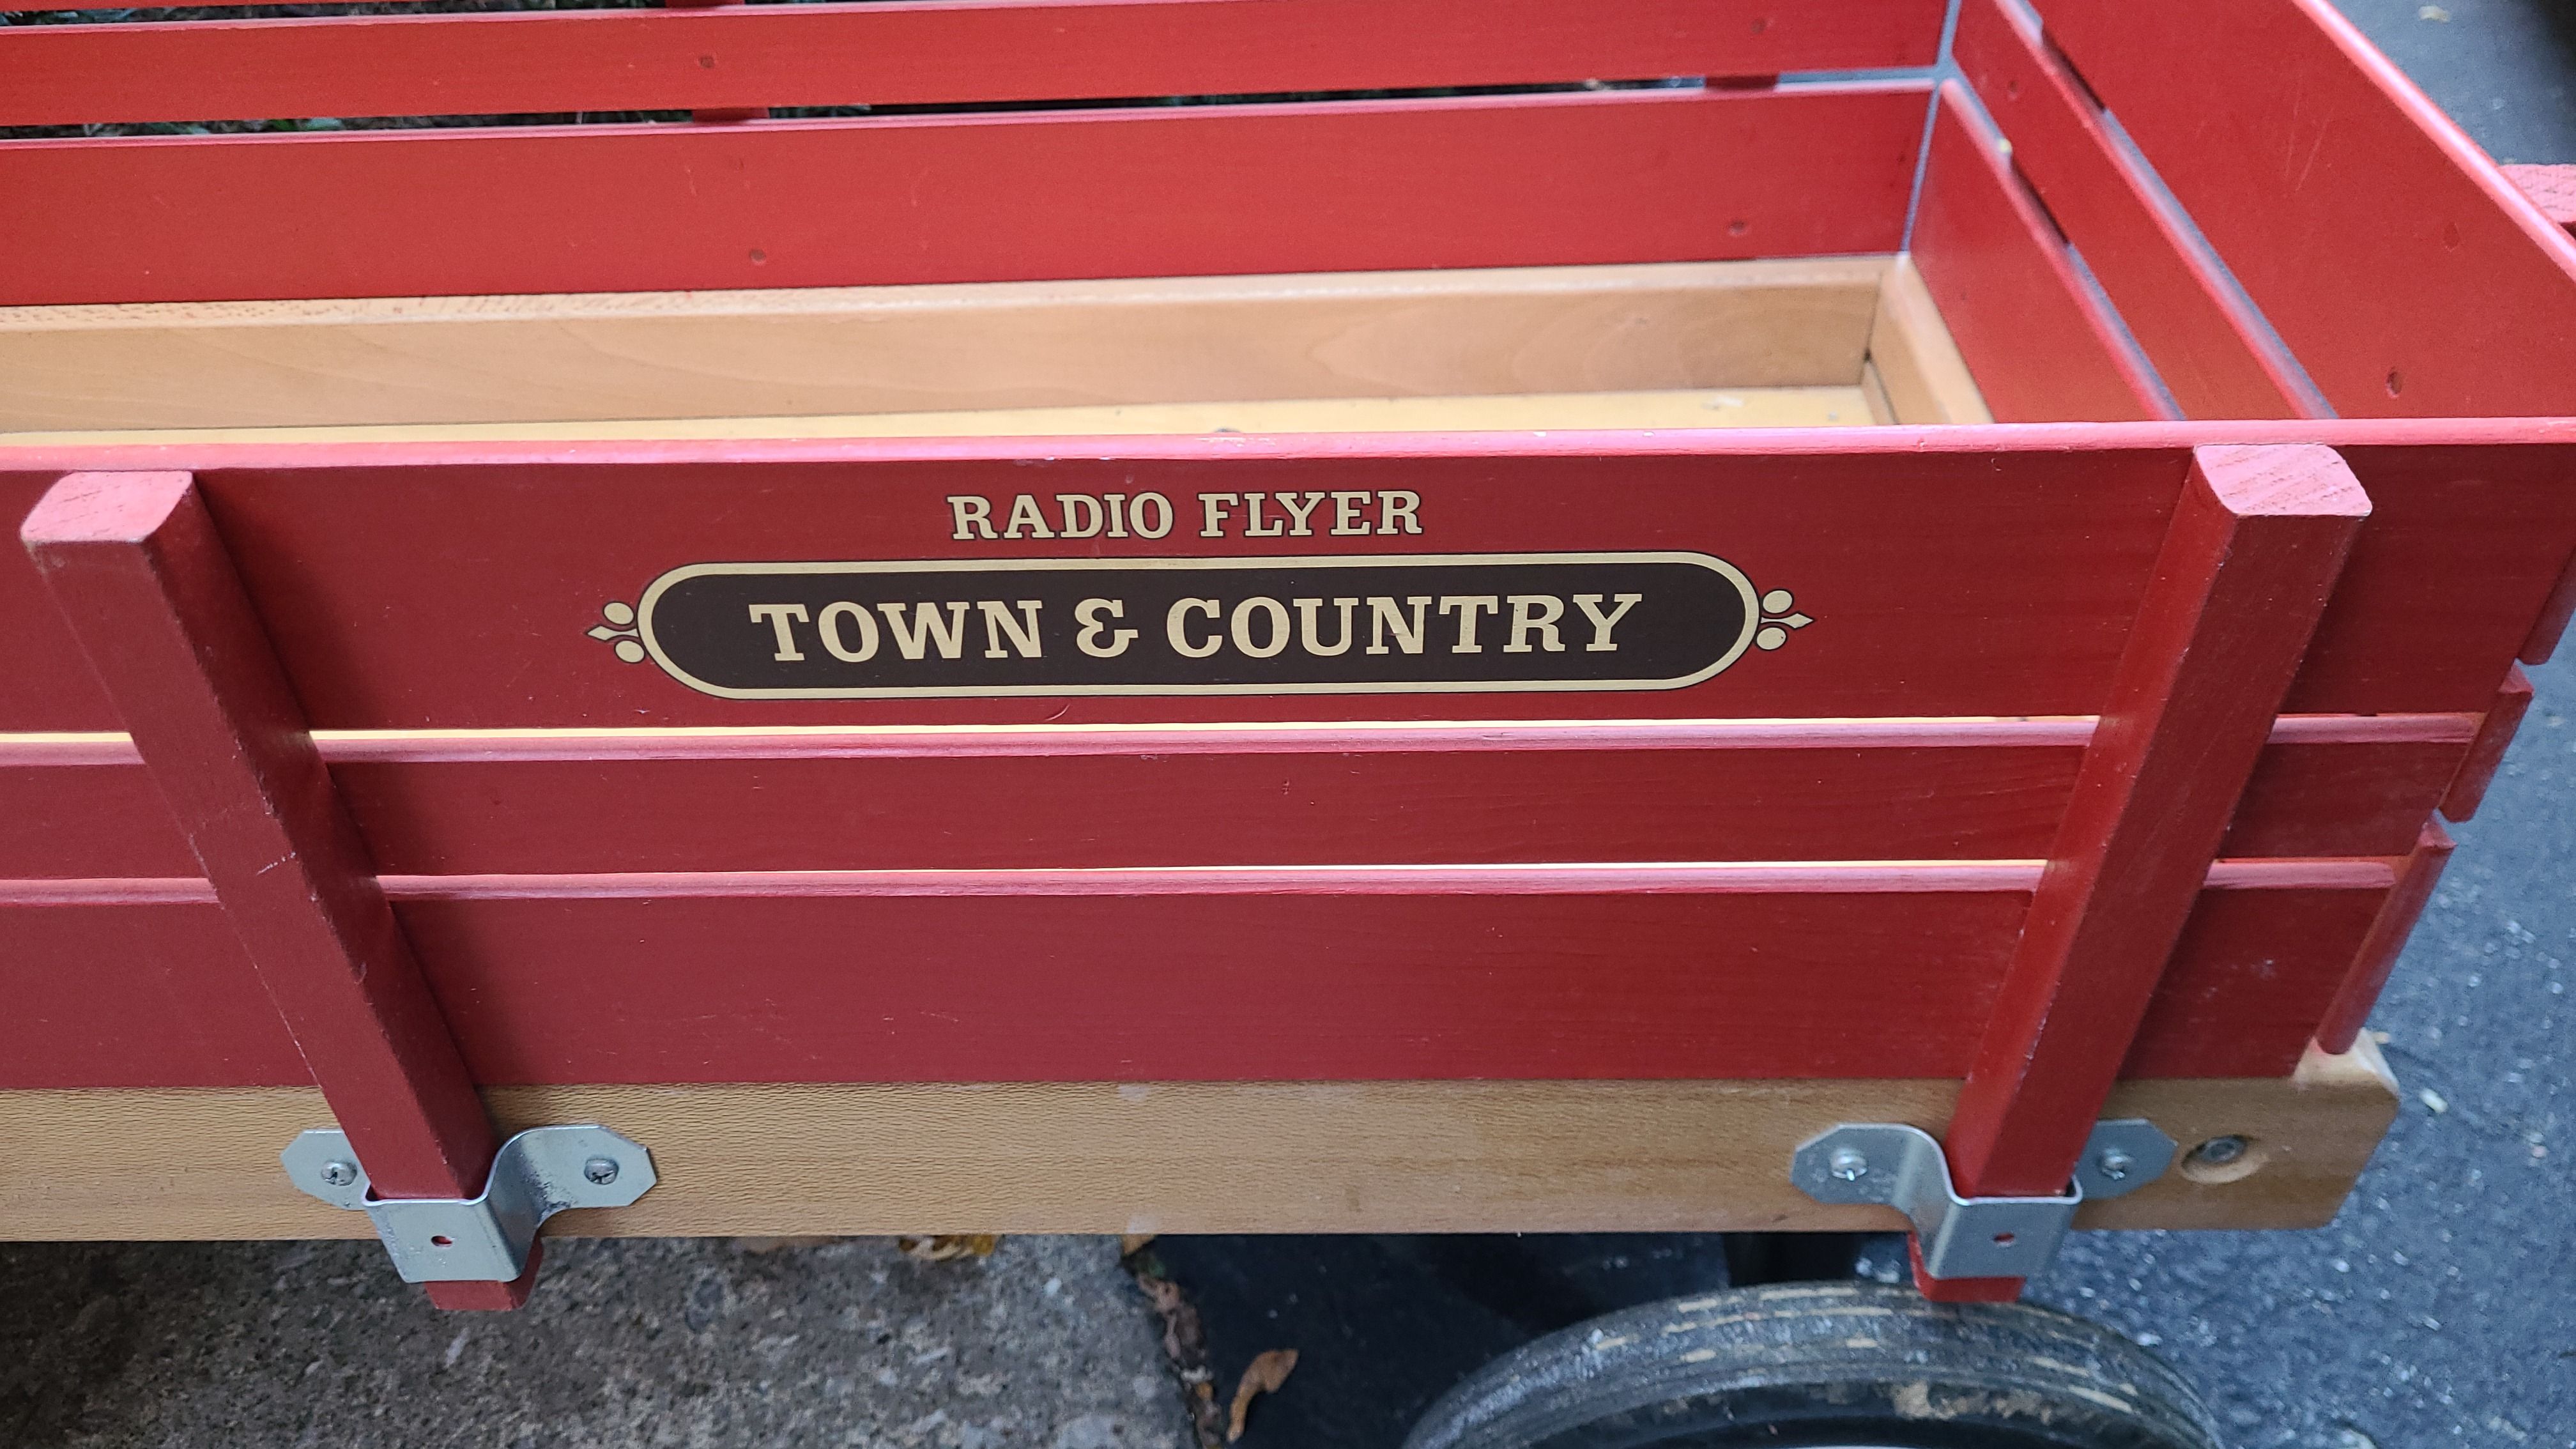 RADIO FLYER
TOWN & COUNTRY